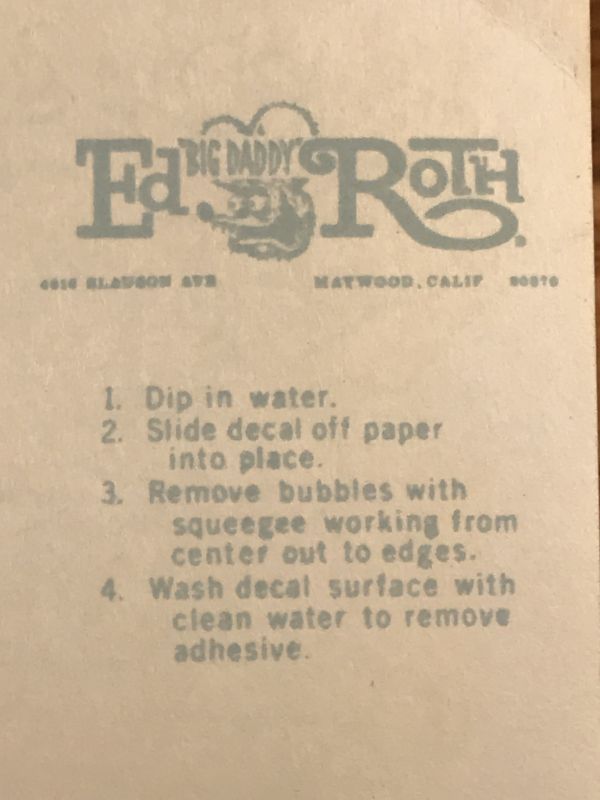 Ed "BIG DADDY" ROTH.
SLAUSON AVE MAYWOOD, CALIF
1. Dip in water.
2. Slide decal off paper
into place.
3. Remove bubbles with
squeegee working from
center out to edges.
4. Wash decal surface with
clean water to remove
adhesive.